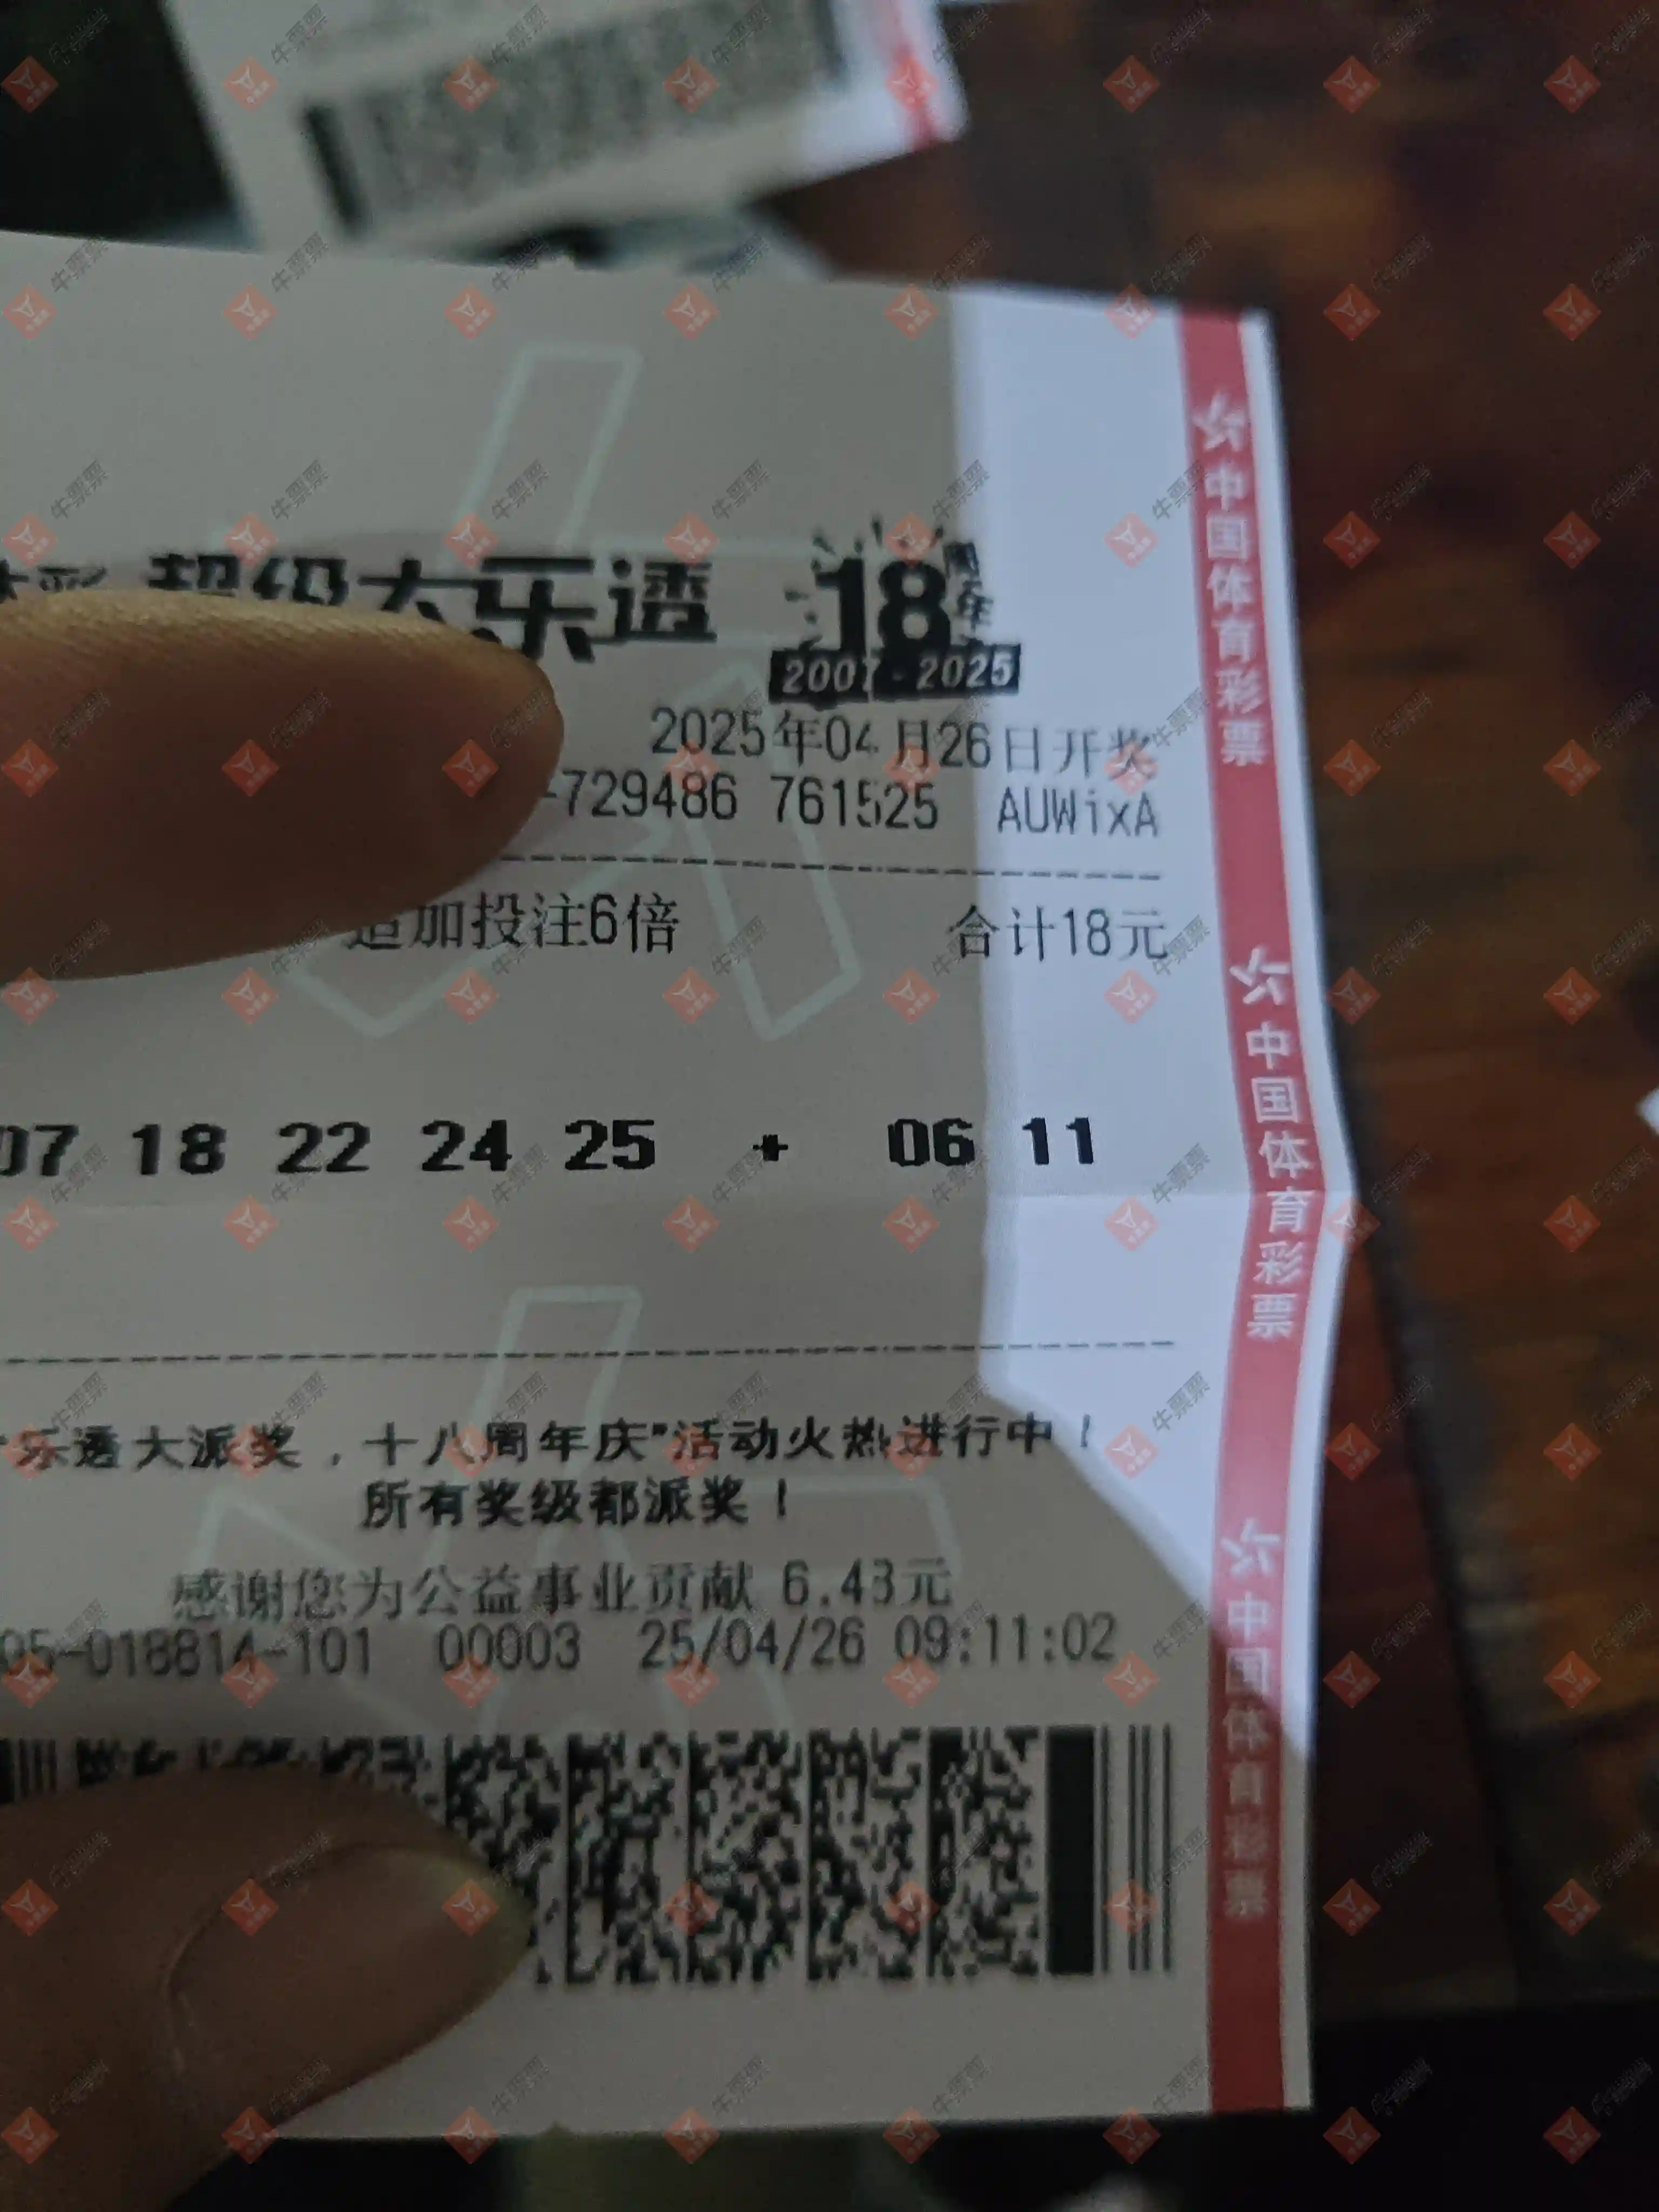 超级大乐透 18周年
2007-2025
2025年04月26日开奖
-729486 761525 AUWixA
追加投注6倍 合计18元
07 18 22 24 25 + 06 11
乐透大派奖，十八周年庆"活动火热进行中！
所有奖级都派奖！
感谢您为公益事业贡献 6.43元
05-018814-101 00003 25/04/26 09:11:02
中国体育彩票
中国体育彩票
中国体育彩票
牛票票